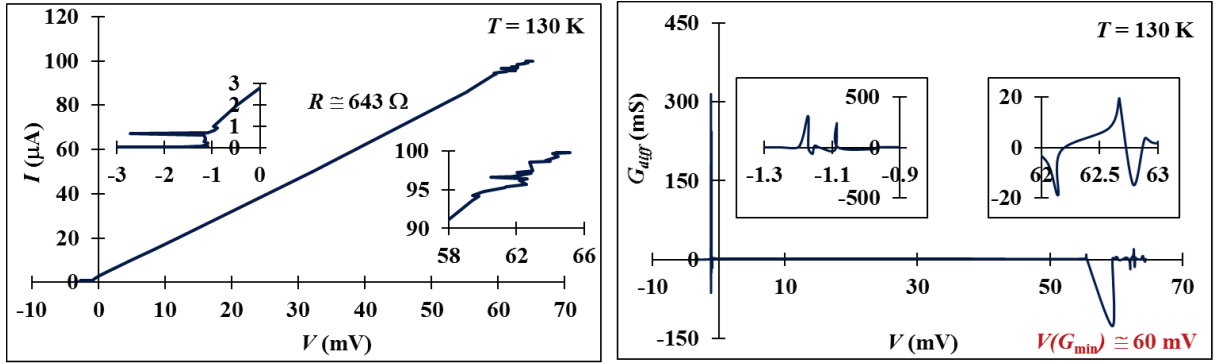 120
T = 130 K
100
3
2
1
0
-3 -2 -1 0
R ≅ 643 Ω
80
I (μA)
60
40
20
0
100
95
90
58 62 66
-10 0 10 20 30 40 50 60 70
V (mV)
450
T = 130 K
300
G_diff (mS)
150
0
-150
500
0
-500
-1.3 -1.1 -0.9
20
0
-20
62 62.5 63
-10 10 30 50 70
V (mV)
V(G_min) ≅ 60 mV